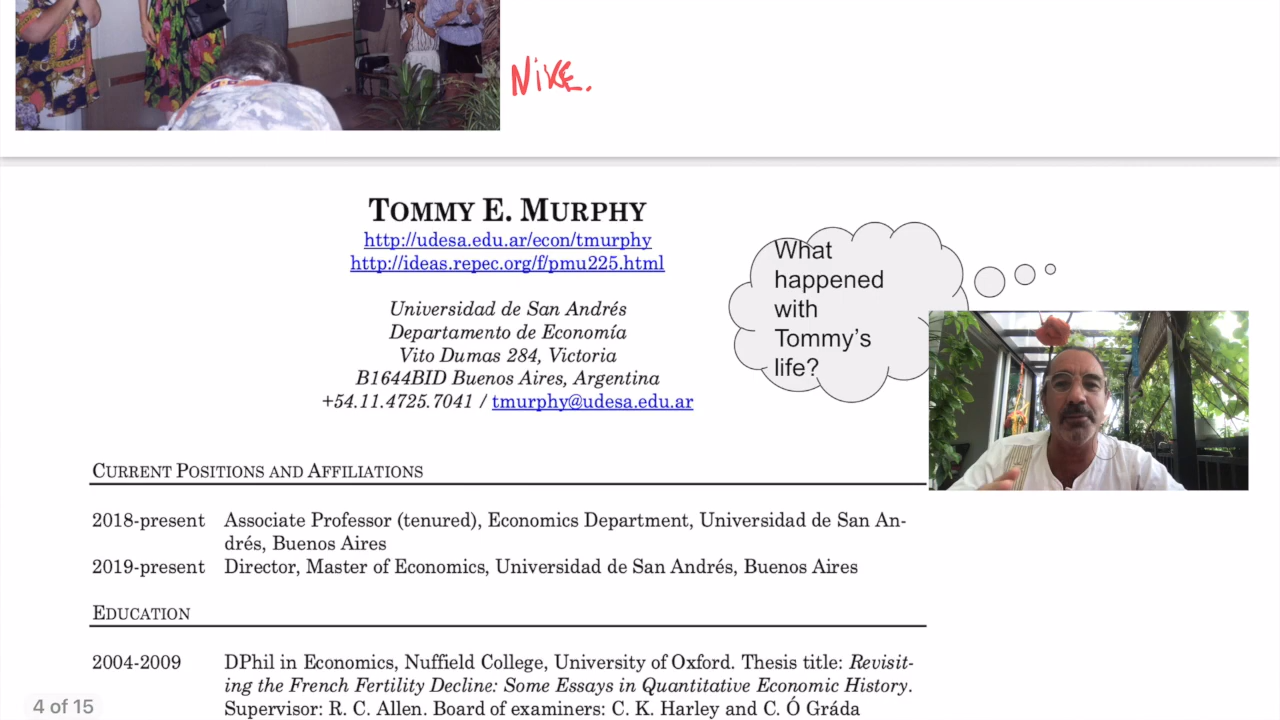 Nike.
TOMMY E. MURPHY
http://udesa.edu.ar/econ/tmurphy
http://ideas.repec.org/f/pmu225.html
Universidad de San Andrés
Departamento de Economía
Vito Dumas 284, Victoria
B1644BID Buenos Aires, Argentina
+54.11.4725.7041 / tmurphy@udesa.edu.ar
What
happened
with
Tommy’s
life?
CURRENT POSITIONS AND AFFILIATIONS
2018-present Associate Professor (tenured), Economics Department, Universidad de San An-
drés, Buenos Aires
2019-present Director, Master of Economics, Universidad de San Andrés, Buenos Aires
EDUCATION
2004-2009 DPhil in Economics, Nuffield College, University of Oxford. Thesis title: Revisit-
ing the French Fertility Decline: Some Essays in Quantitative Economic History.
Supervisor: R. C. Allen. Board of examiners: C. K. Harley and C. Ó Gráda
4 of 15